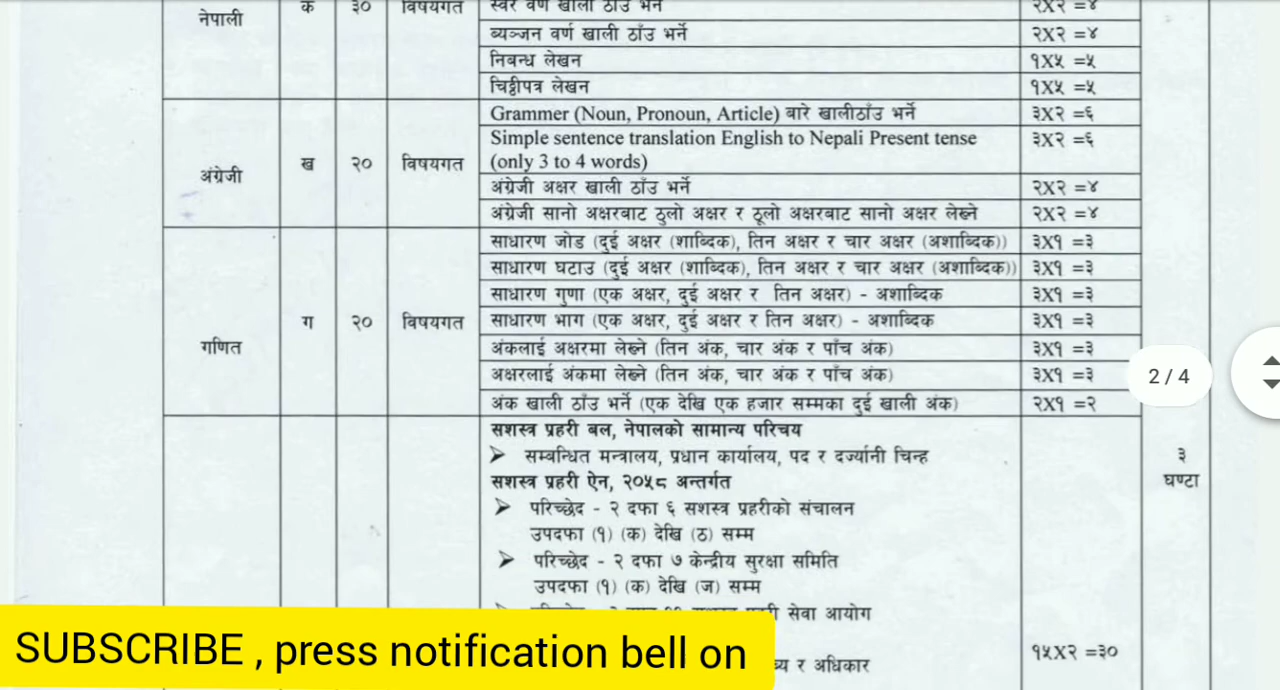 नेपाली क ३० विषयगत स्वर वर्ण खाली ठाँउ भर्ने २X२ =४
ब्यञ्जन वर्ण खाली ठाँउ भर्ने २X२ =४
निबन्ध लेखन १X५ =५
चिठ्ठीपत्र लेखन १X५ =५
अंग्रेजी ख २० विषयगत Grammer (Noun, Pronoun, Article) बारे खालीठाँउ भर्ने ३X२ =६
Simple sentence translation English to Nepali Present tense ३X२ =६
(only 3 to 4 words)
अंग्रेजी अक्षर खाली ठाँउ भर्ने २X२ =४
अंग्रेजी सानो अक्षरबाट ठुलो अक्षर र ठूलो अक्षरबाट सानो अक्षर लेख्ने २X२ =४
गणित ग २० विषयगत साधारण जोड (दुई अक्षर (शाब्दिक), तिन अक्षर र चार अक्षर (अशाब्दिक)) ३X१ =३
साधारण घटाउ (दुई अक्षर (शाब्दिक), तिन अक्षर र चार अक्षर (अशाब्दिक)) ३X१ =३
साधारण गुणा (एक अक्षर, दुई अक्षर र तिन अक्षर) - अशाब्दिक ३X१ =३
साधारण भाग (एक अक्षर, दुई अक्षर र तिन अक्षर) - अशाब्दिक ३X१ =३
अंकलाई अक्षरमा लेख्ने (तिन अंक, चार अंक र पाँच अंक) ३X१ =३
अक्षरलाई अंकमा लेख्ने (तिन अंक, चार अंक र पाँच अंक) ३X१ =३
2 / 4
अंक खाली ठाँउ भर्ने (एक देखि एक हजार सम्मका दुई खाली अंक) २X१ =२
सशस्त्र प्रहरी बल, नेपालको सामान्य परिचय
➢ सम्बन्धित मन्त्रालय, प्रधान कार्यालय, पद र दर्ज्यानी चिन्ह
३ घण्टा
सशस्त्र प्रहरी ऐन, २०५८ अन्तर्गत
➢ परिच्छेद - २ दफा ६ सशस्त्र प्रहरीको संचालन
उपदफा (१) (क) देखि (ठ) सम्म
➢ परिच्छेद - २ दफा ७ केन्द्रीय सुरक्षा समिति
उपदफा (१) (क) देखि (ज) सम्म
सेवा आयोग
र अधिकार
१५X२ =३०
SUBSCRIBE , press notification bell on